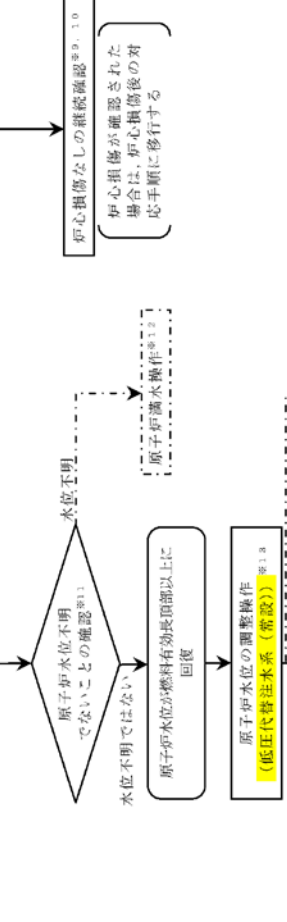 原子炉水位不明
でないことの確認※11
水位不明
水位不明ではない
原子炉満水操作※12
原子炉水位が燃料有効長頂部以上に
回復
原子炉水位の調整操作
(低圧代替注水系(常設))※13
炉心損傷なしの継続確認※9,10
炉心損傷が確認された
場合は,炉心損傷後の対
応手順に移行する